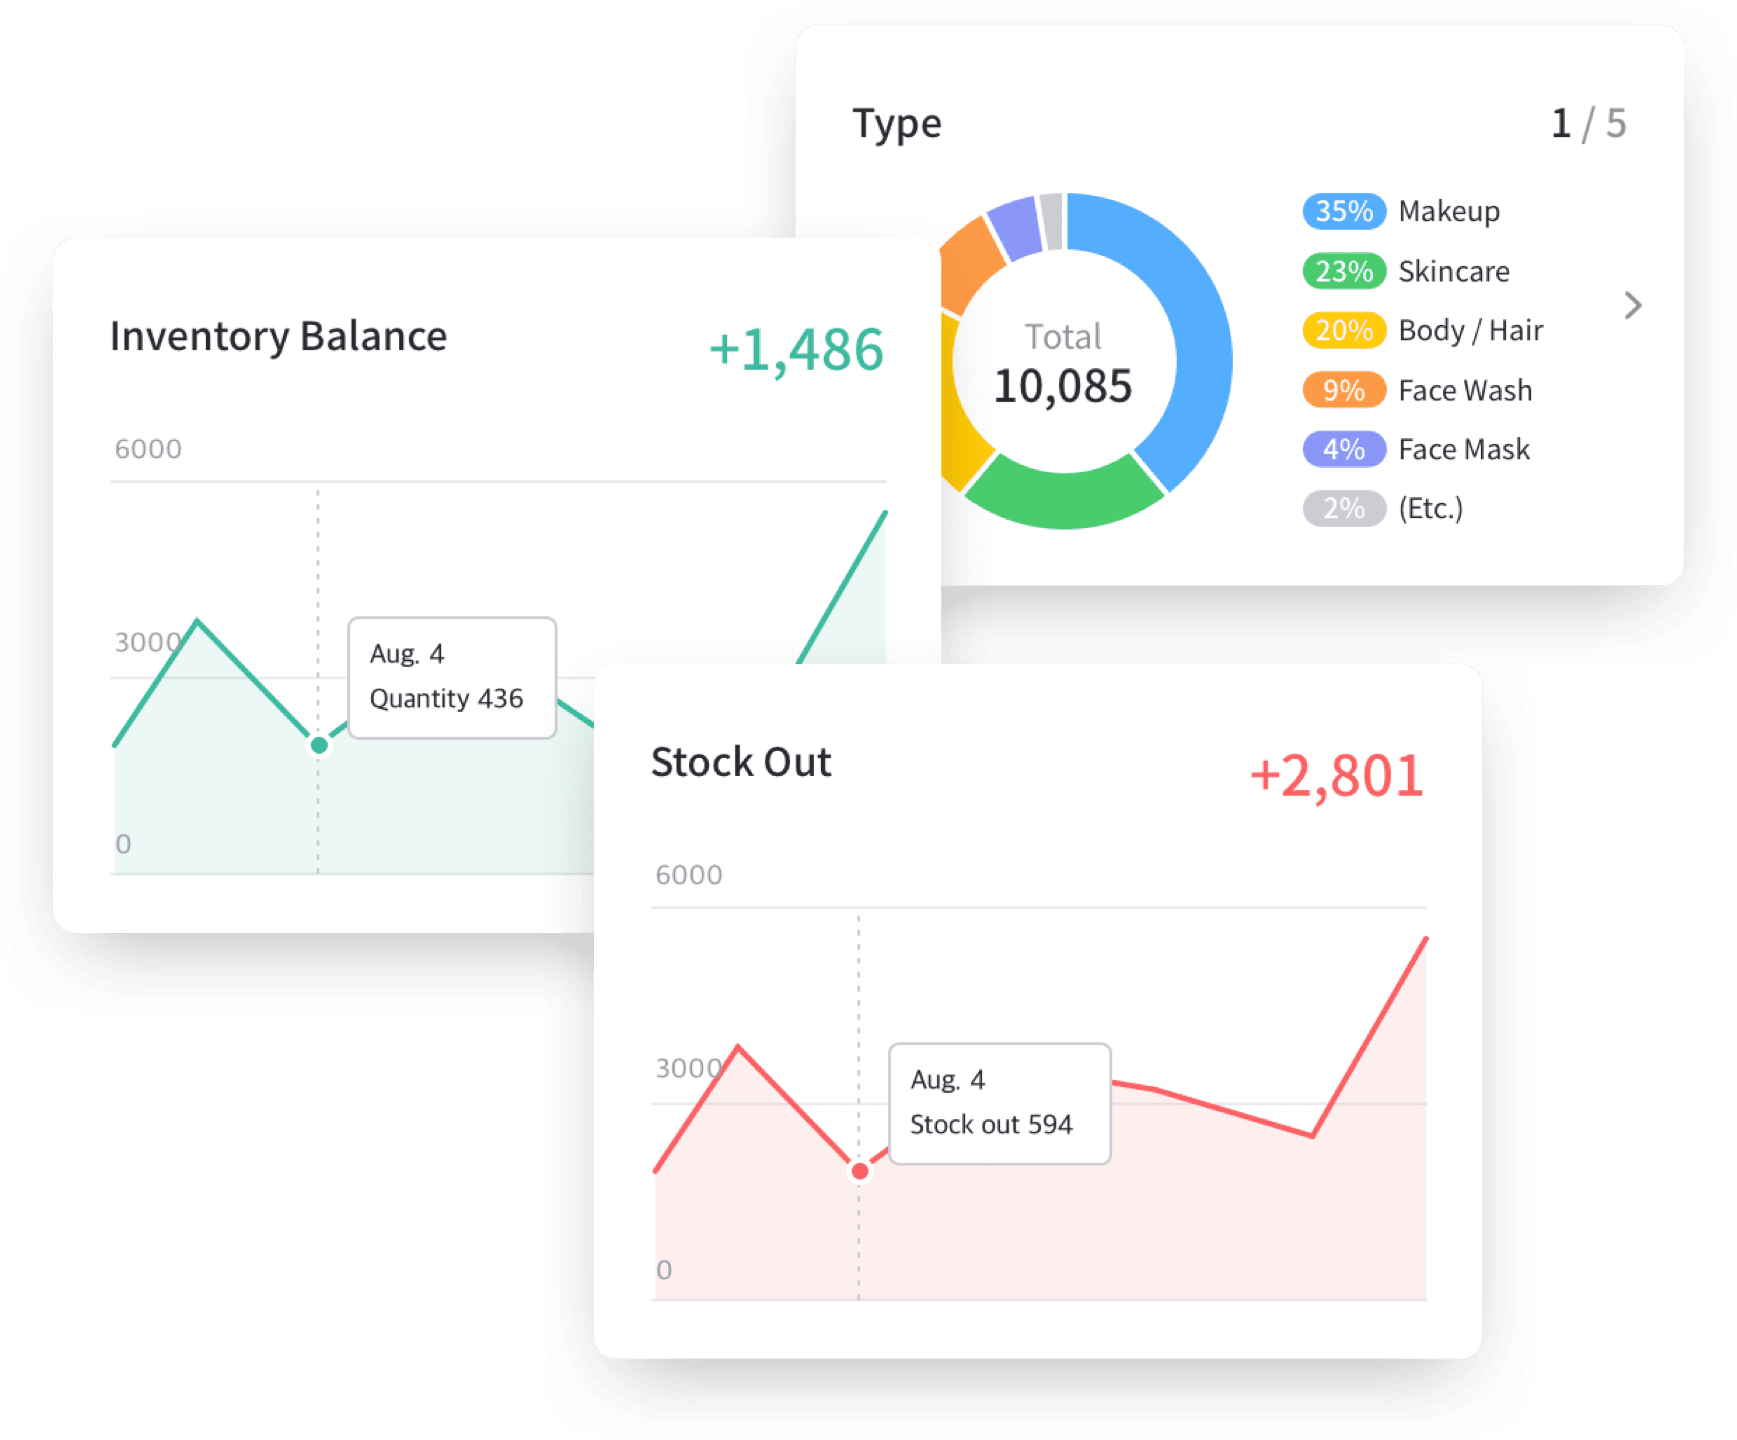 Type
1 / 5
35% Makeup
23% Skincare
20% Body / Hair
9% Face Wash
4% Face Mask
2% (Etc.)
Total
10,085
Inventory Balance
+1,486
6000
3000
0
Aug. 4
Quantity 436
Stock Out
+2,801
6000
3000
0
Aug. 4
Stock out 594